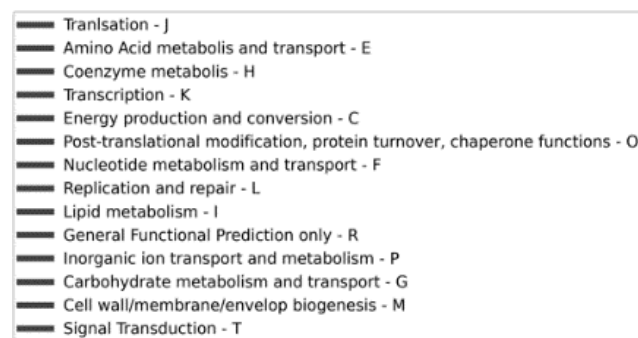 Tranlsation - J
Amino Acid metabolis and transport - E
Coenzyme metabolis - H
Transcription - K
Energy production and conversion - C
Post-translational modification, protein turnover, chaperone functions - O
Nucleotide metabolism and transport - F
Replication and repair - L
Lipid metabolism - I
General Functional Prediction only - R
Inorganic ion transport and metabolism - P
Carbohydrate metabolism and transport - G
Cell wall/membrane/envelop biogenesis - M
Signal Transduction - T